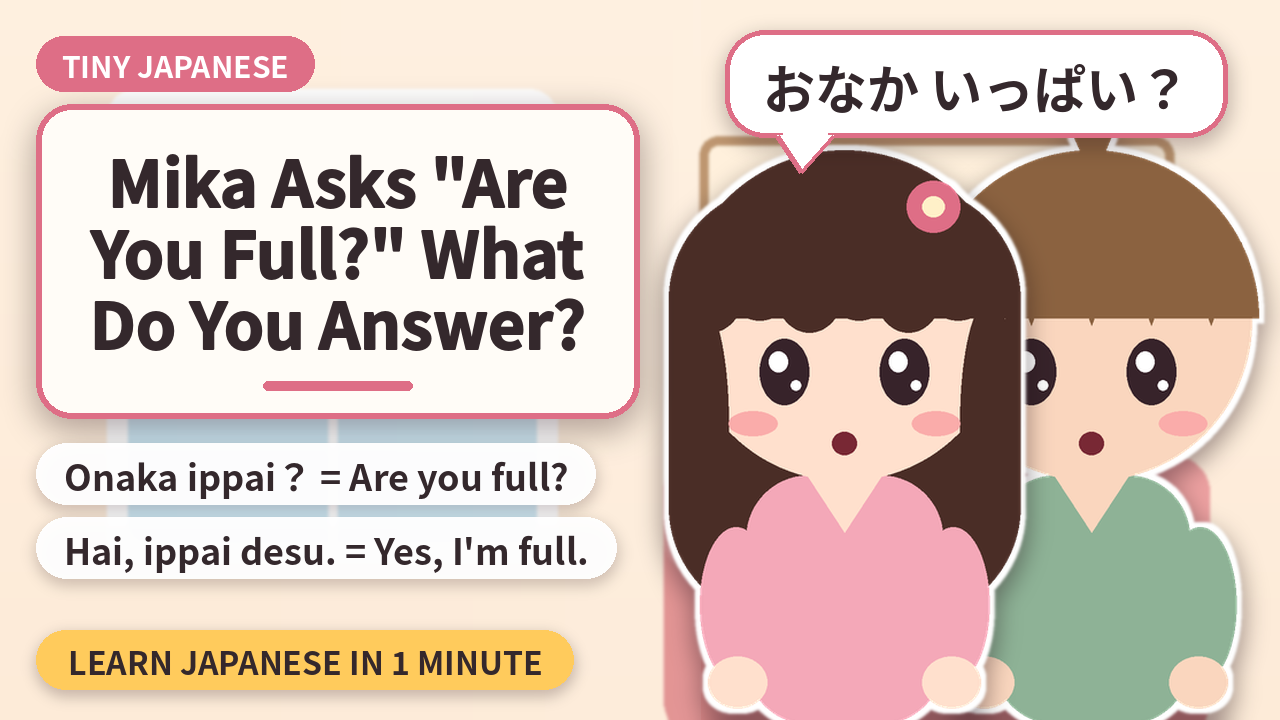 TINY JAPANESE
Mika Asks "Are
You Full?" What
Do You Answer?
Onaka ippai？ = Are you full?
Hai, ippai desu. = Yes, I'm full.
LEARN JAPANESE IN 1 MINUTE
おなか いっぱい？